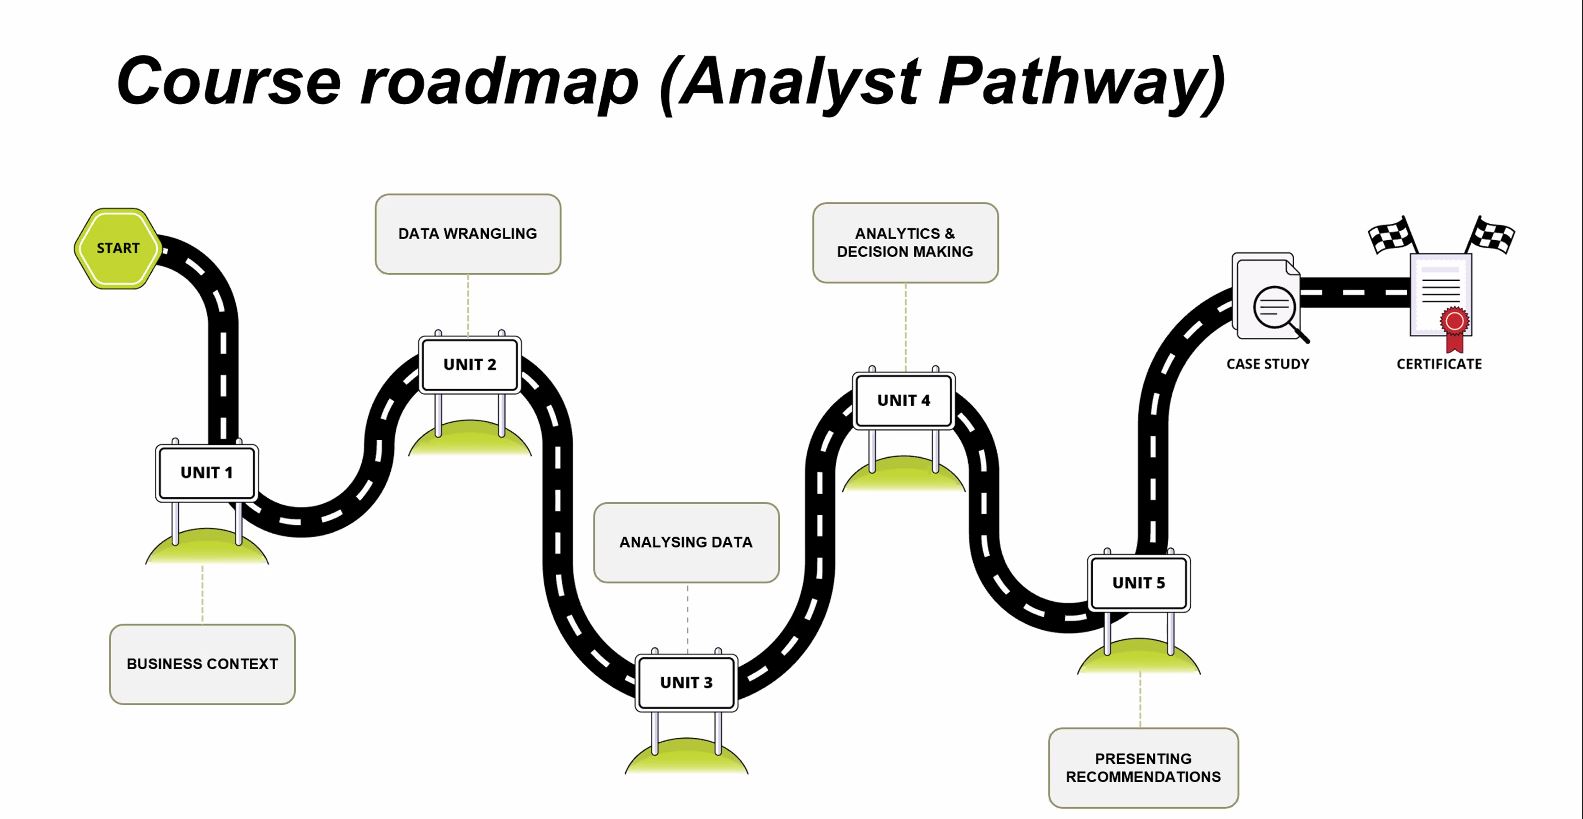 Course roadmap (Analyst Pathway)
START
UNIT 1
BUSINESS CONTEXT
DATA WRANGLING
UNIT 2
ANALYSING DATA
UNIT 3
ANALYTICS &
DECISION MAKING
UNIT 4
UNIT 5
PRESENTING
RECOMMENDATIONS
CASE STUDY
CERTIFICATE